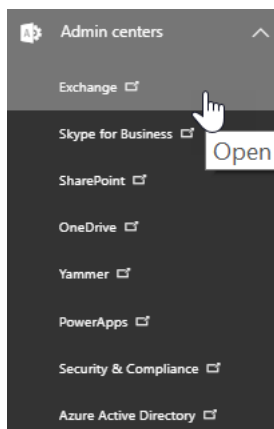 Admin centers
Exchange
Skype for Business
Open
SharePoint
OneDrive
Yammer
PowerApps
Security & Compliance
Azure Active Directory